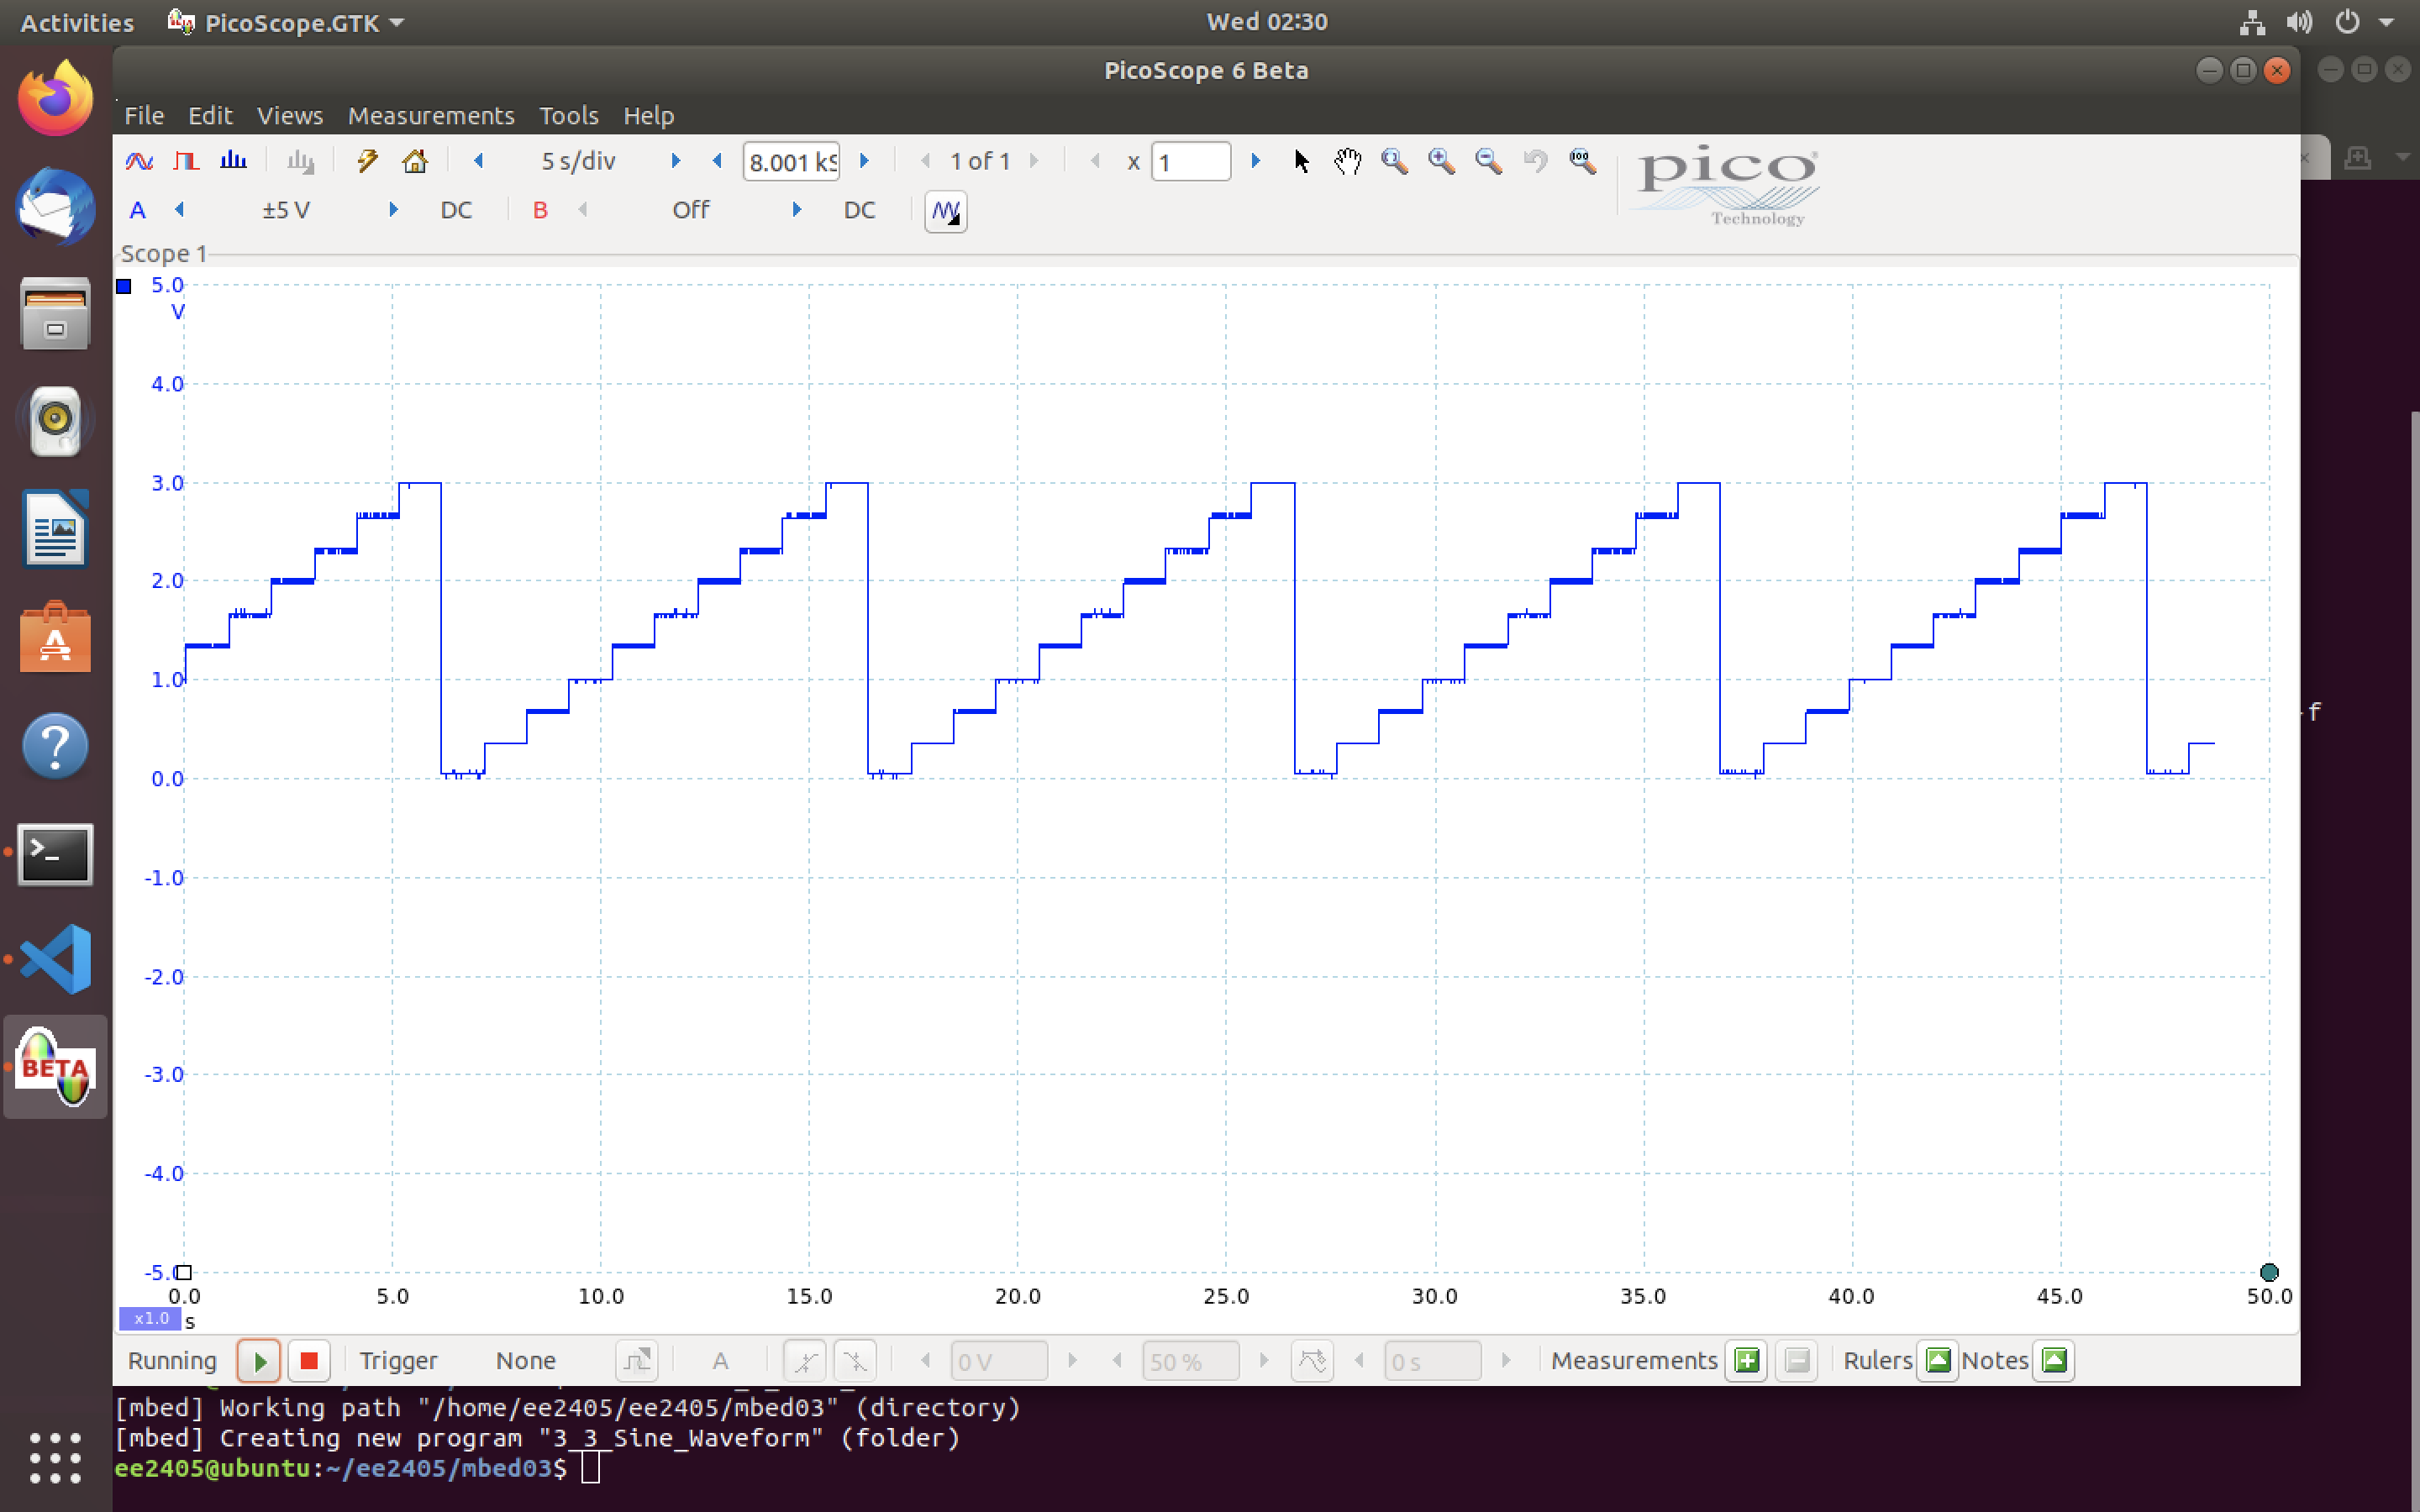 Activities PicoScope.GTK Wed 02:30
PicoScope 6 Beta
File Edit Views Measurements Tools Help
5 s/div 8.001 kS 1 of 1 x 1
pico
Technology
A ±5 V DC B Off DC
Scope 1
5.0
V
4.0
3.0
2.0
1.0
0.0
-1.0
-2.0
-3.0
-4.0
-5.0
0.0 5.0 10.0 15.0 20.0 25.0 30.0 35.0 40.0 45.0 50.0
x1.0 s
BETA
Running Trigger None A 0 V 50 % 0 s Measurements Rulers Notes
-f
[mbed] Working path "/home/ee2405/ee2405/mbed03" (directory)
[mbed] Creating new program "3_3_Sine_Waveform" (folder)
ee2405@ubuntu:~/ee2405/mbed03$